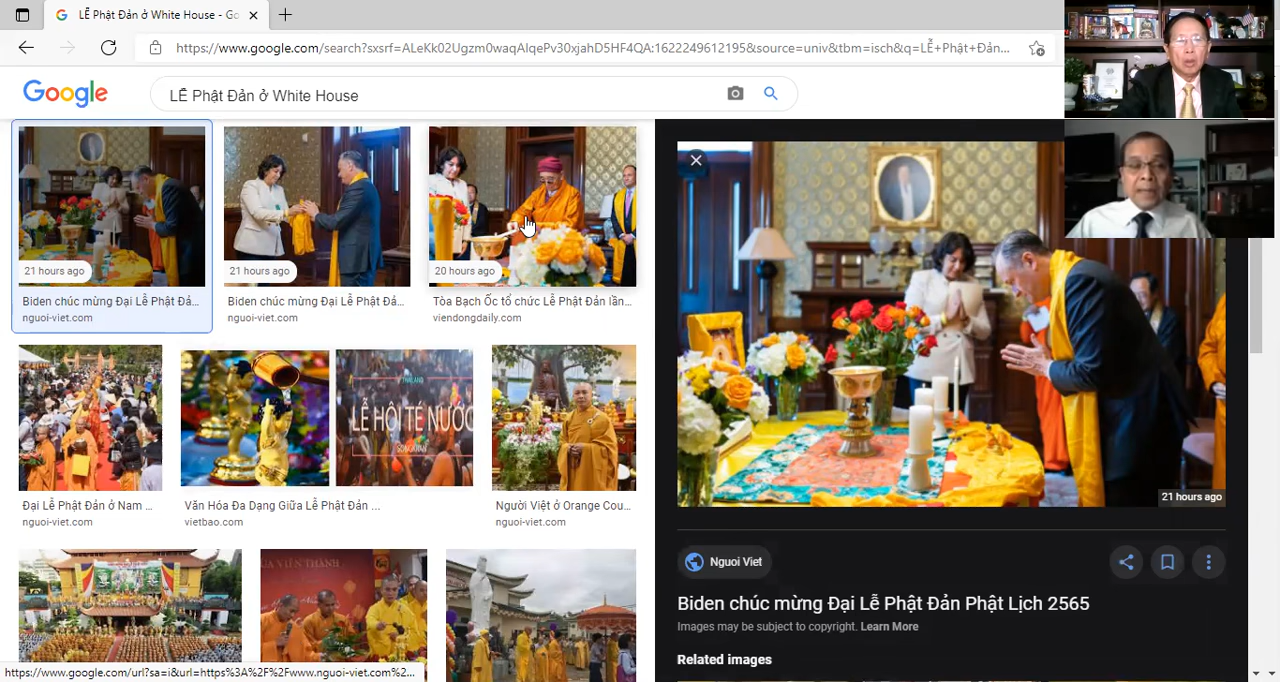 LỄ Phật Đản ở White House - Go
https://www.google.com/search?sxsrf=ALeKk02Ugzm0waqAIqePv30xjahD5HF4QA:1622249612195&source=univ&tbm=isch&q=LỄ+Phật+Đản...
Google
LỄ Phật Đản ở White House
21 hours ago
21 hours ago
20 hours ago
Biden chúc mừng Đại Lễ Phật Đả...
Biden chúc mừng Đại Lễ Phật Đả...
Tòa Bạch Ốc tổ chức Lễ Phật Đản lần...
nguoi-viet.com
nguoi-viet.com
viendongdaily.com
THAILAND
LỄ HỘI TÉ NƯỚC
SONGKRAN
Đại Lễ Phật Đản ở Nam ...
Văn Hóa Đa Dạng Giữa Lễ Phật Đản ...
Người Việt ở Orange Cou...
nguoi-viet.com
vietbao.com
nguoi-viet.com
https://www.google.com/url?sa=i&url=https%3A%2F%2Fwww.nguoi-viet.com%2...
21 hours ago
Nguoi Viet
Biden chúc mừng Đại Lễ Phật Đản Phật Lịch 2565
Images may be subject to copyright. Learn More
Related images